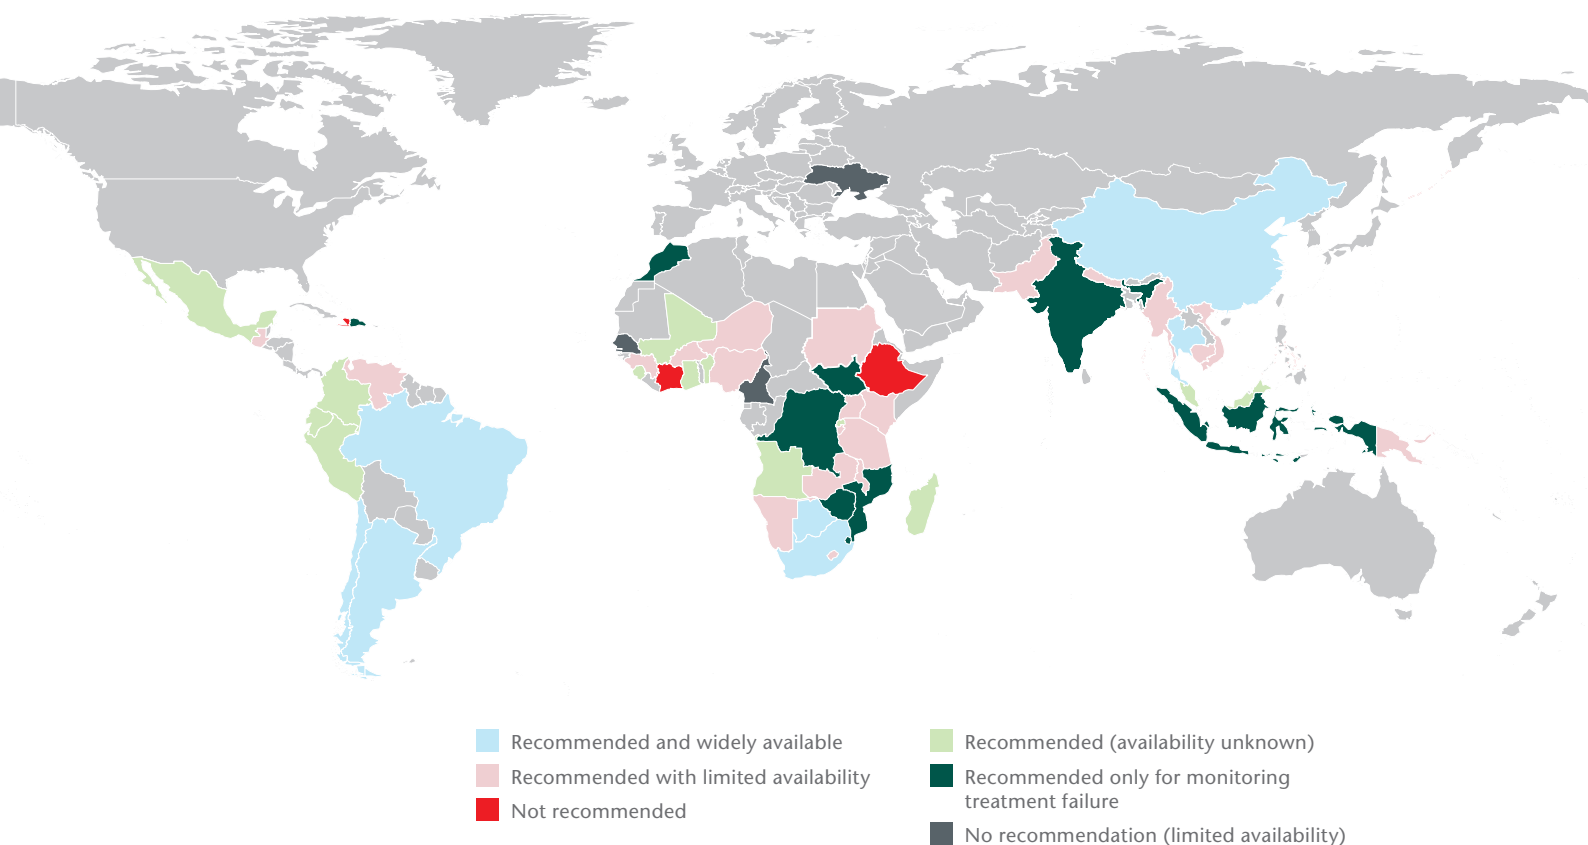 Recommended and widely available
Recommended with limited availability
Not recommended
Recommended (availability unknown)
Recommended only for monitoring
treatment failure
No recommendation (limited availability)